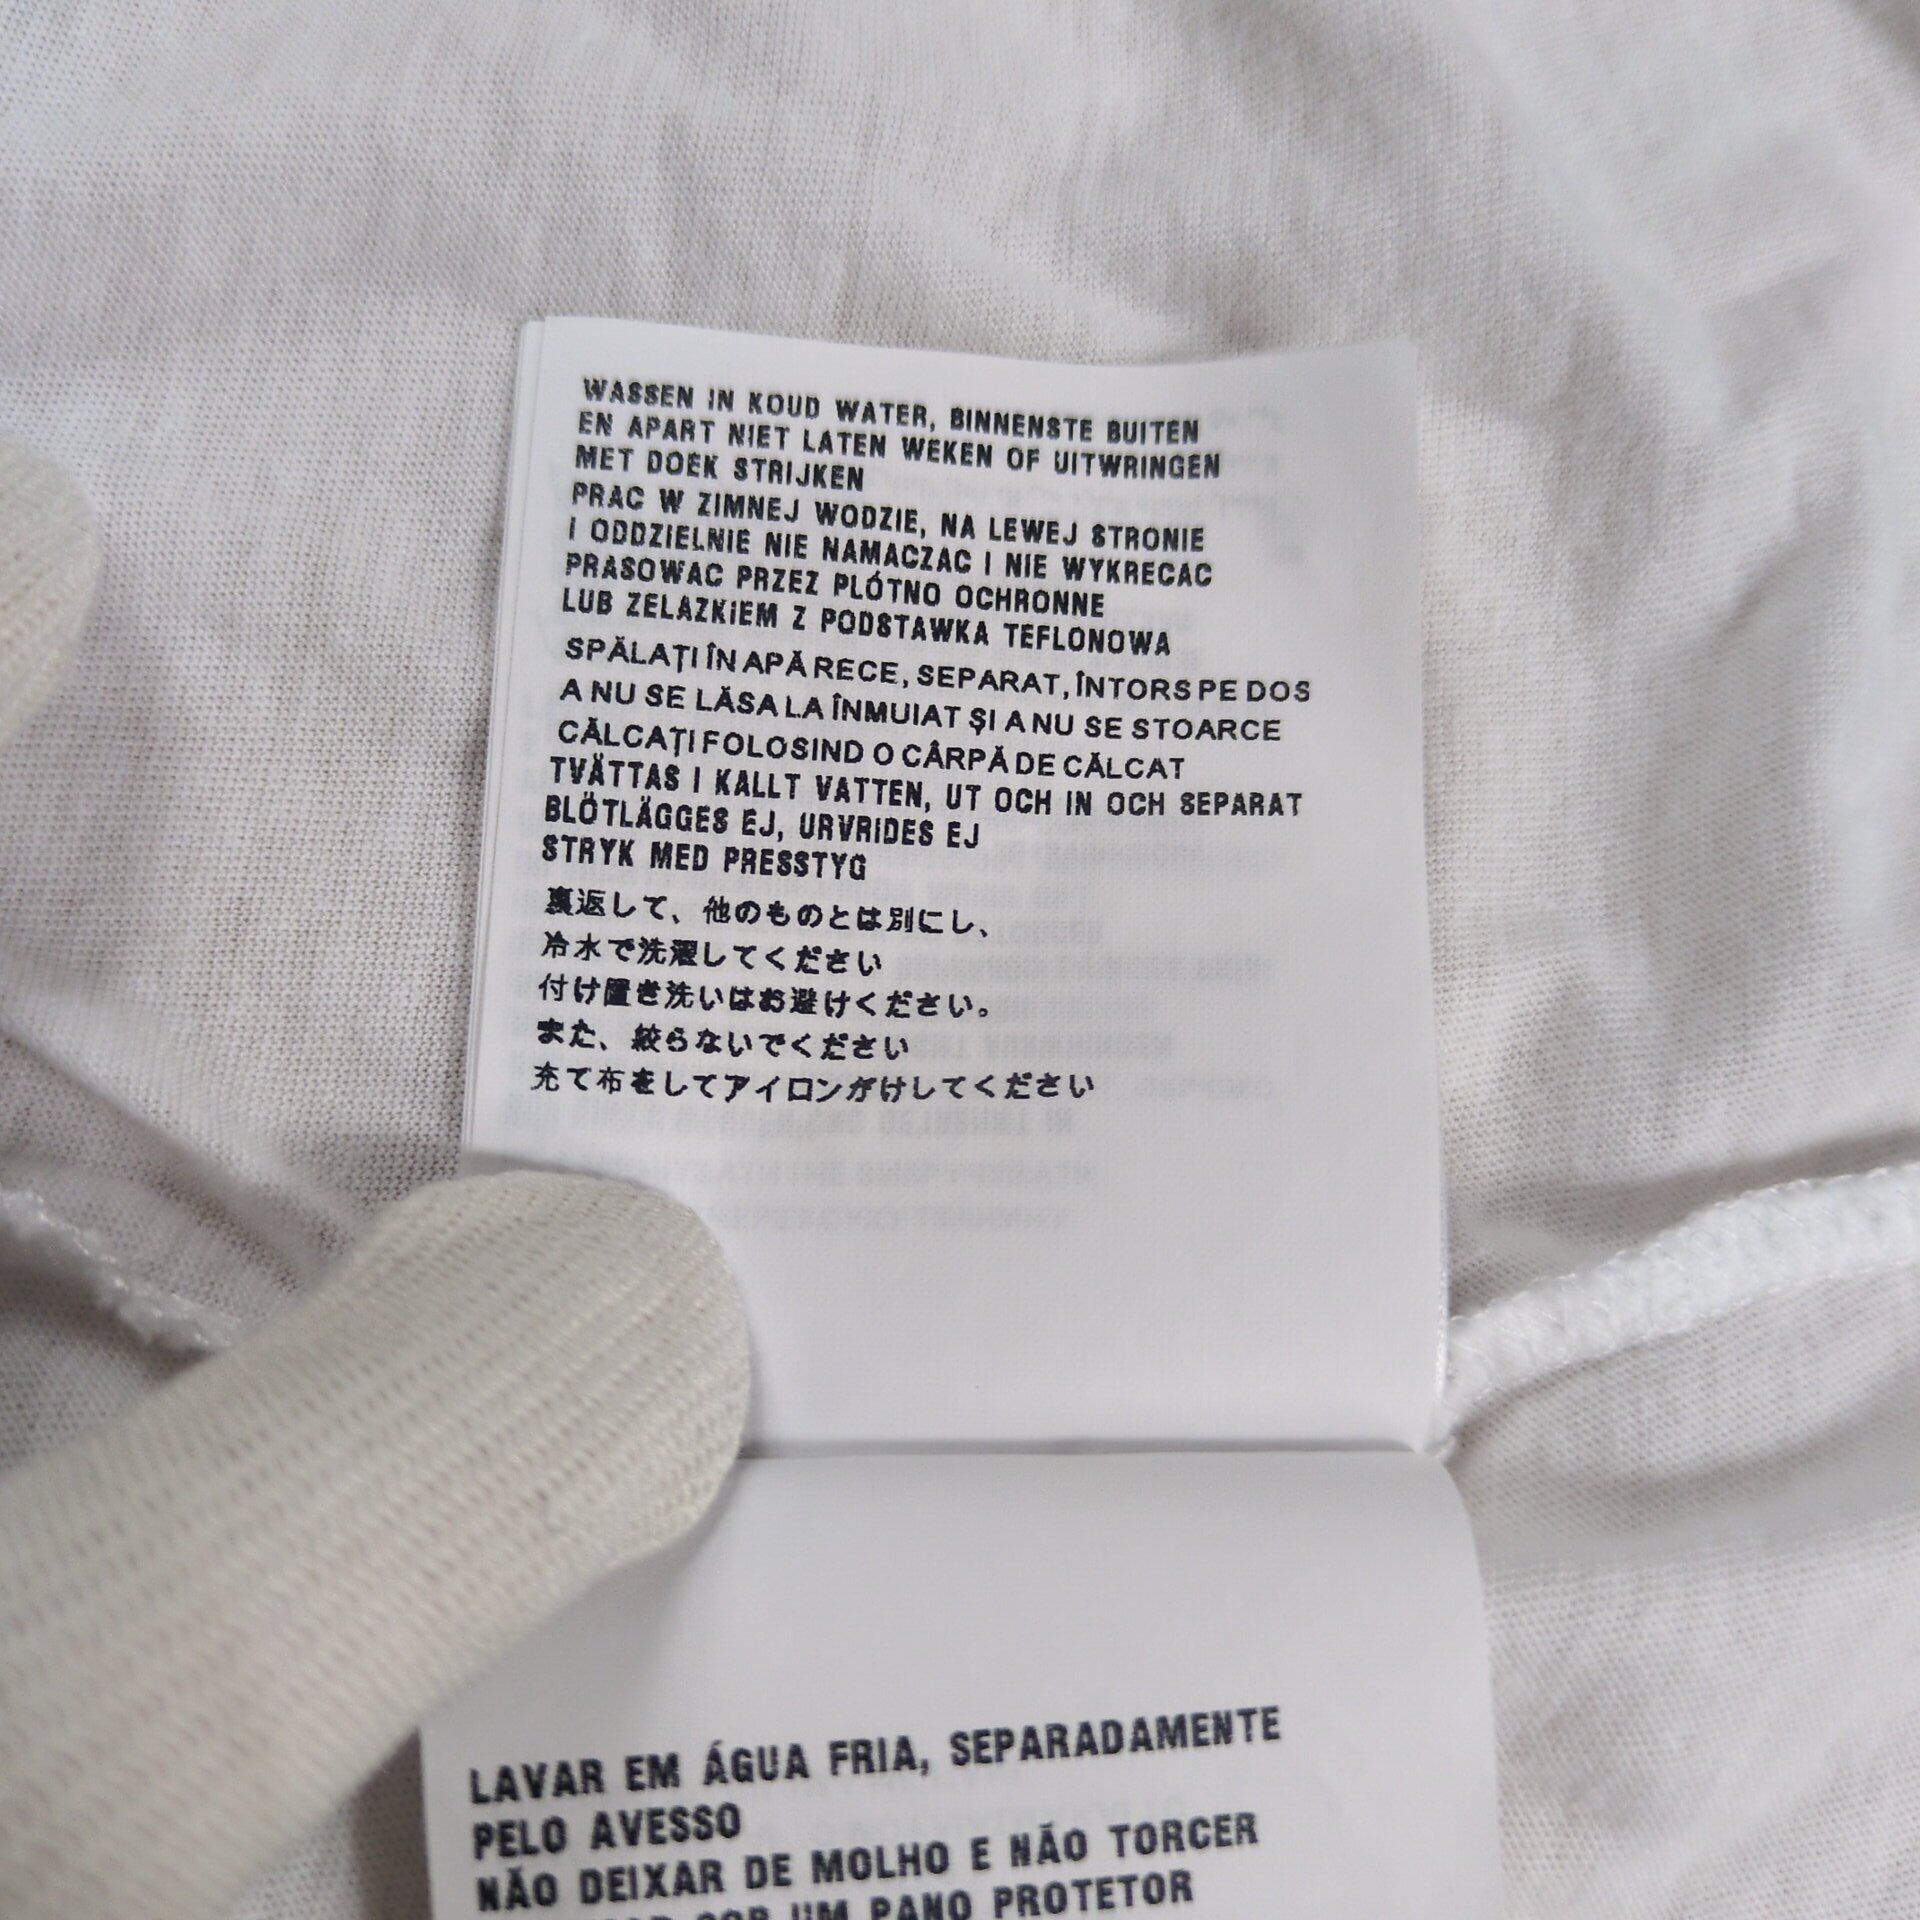 WASSEN IN KOUD WATER, BINNENSTE BUITEN
EN APART NIET LATEN WEKEN OF UITWRINGEN
MET DOEK STRIJKEN
PRAC W ZIMNEJ WODZIE, NA LEWEJ STRONIE
I ODDZIELNIE NIE NAMACZAC I NIE WYKRECAC
PRASOWAC PRZEZ PLÓTNO OCHRONNE
LUB ZELAZKIEM Z PODSTAWKA TEFLONOWA
SPĂLAȚI ÎN APĂ RECE, SEPARAT, ÎNTORS PE DOS
A NU SE LĂSA LA ÎNMUIAT ȘI A NU SE STOARCE
CĂLCAȚI FOLOSIND O CÂRPĂ DE CĂLCAT
TVÄTTAS I KALLT VATTEN, UT OCH IN OCH SEPARAT
BLÖTLÄGGES EJ, URVRIDES EJ
STRYK MED PRESSTYG
裏返して、他のものとは別にし、
冷水で洗濯してください
付け置き洗いはお避けください。
また、絞らないでください
充て布をしてアイロンがけしてください
LAVAR EM ÁGUA FRIA, SEPARADAMENTE
PELO AVESSO
NÃO DEIXAR DE MOLHO E NÃO TORCER
UM PANO PROTETOR